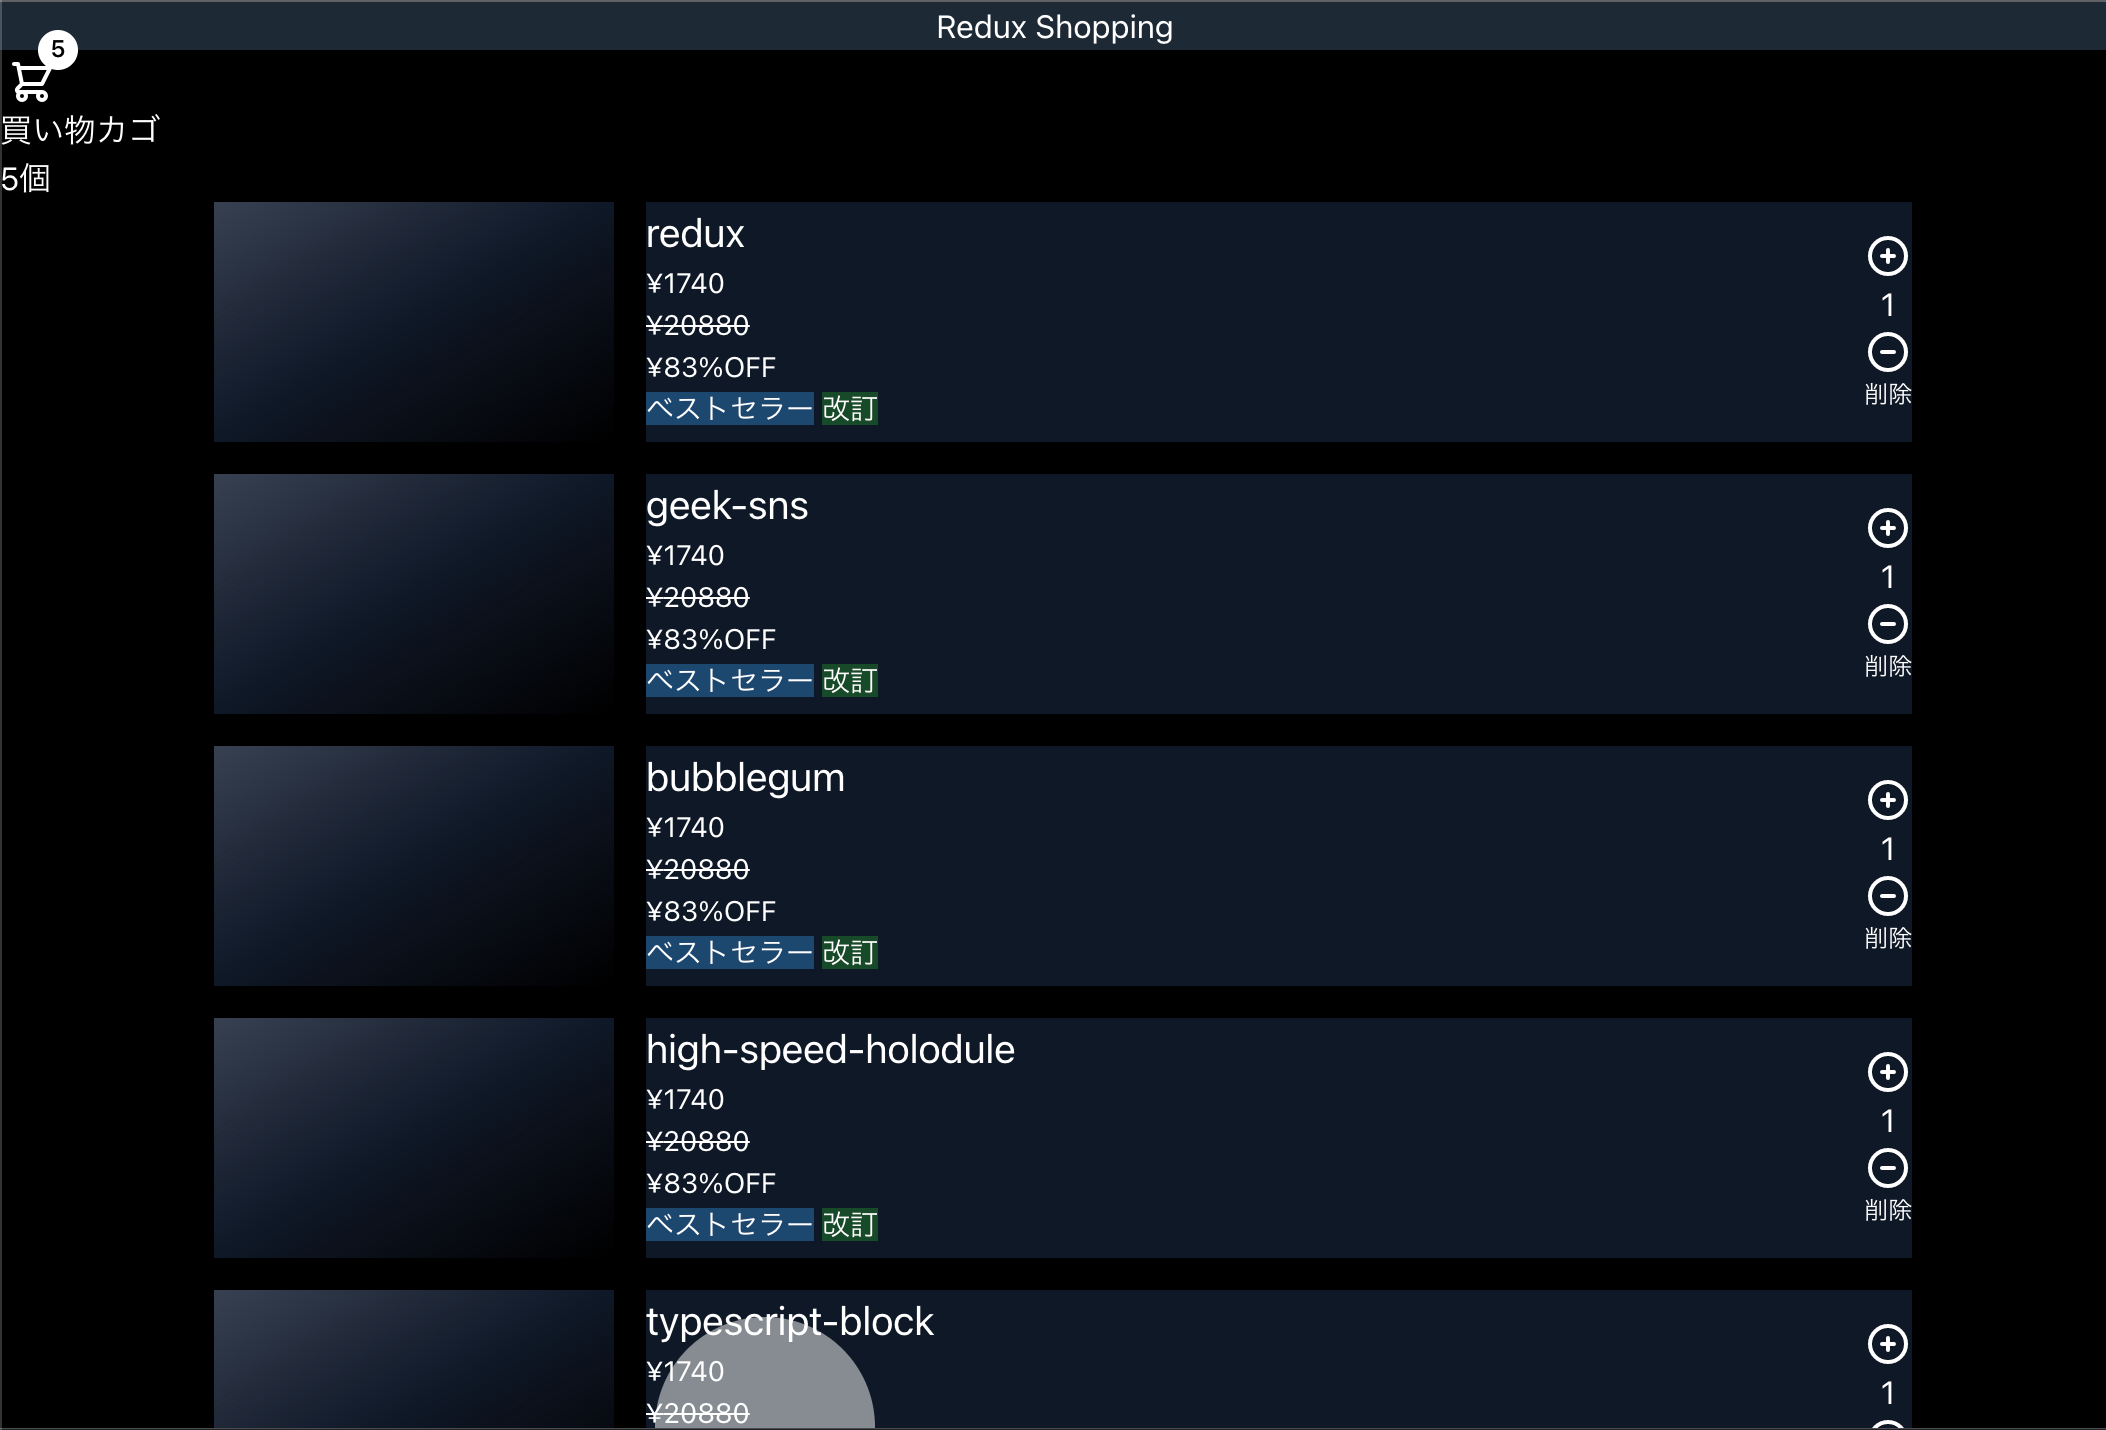 Redux Shopping
5
買い物カゴ
5個
redux
¥1740
¥20880
¥83%OFF
ベストセラー 改訂
1
削除
geek-sns
¥1740
¥20880
¥83%OFF
ベストセラー 改訂
1
削除
bubblegum
¥1740
¥20880
¥83%OFF
ベストセラー 改訂
1
削除
high-speed-holodule
¥1740
¥20880
¥83%OFF
ベストセラー 改訂
1
削除
typescript-block
¥1740
¥20880
1